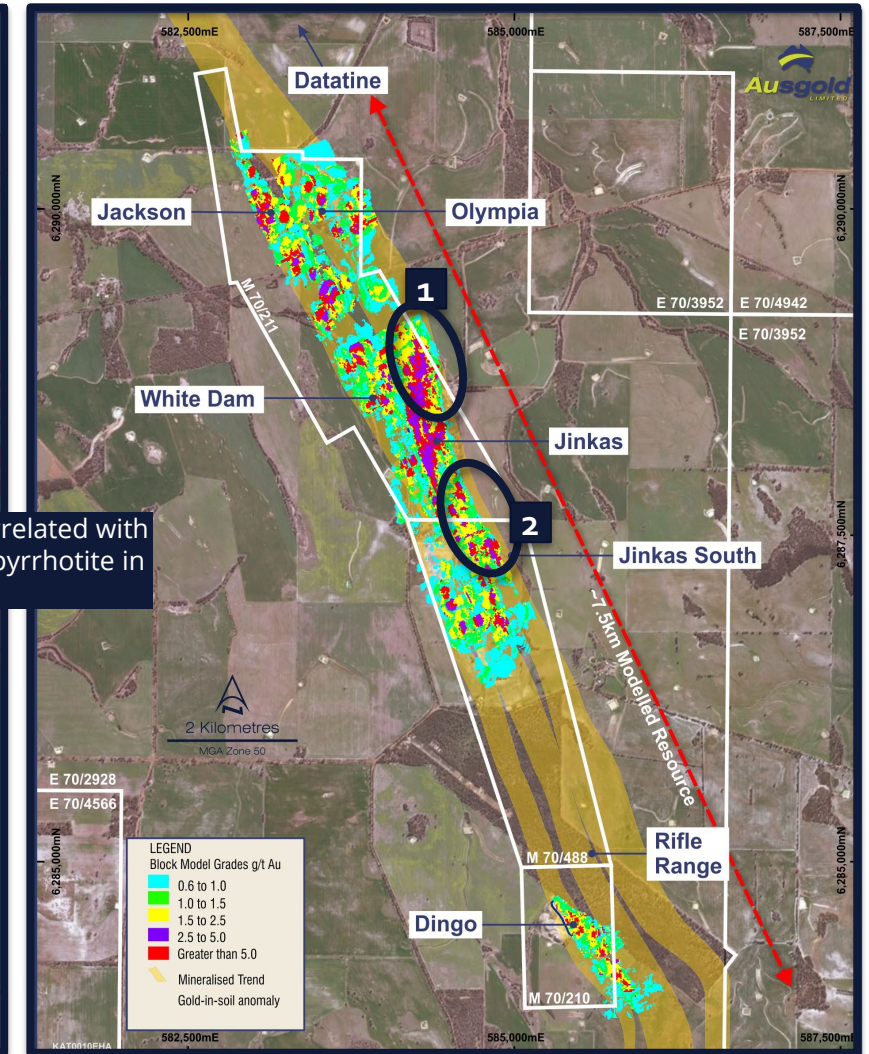 582,500mE
585,000mE
587,500mE
Datatine
Ausgold
LIMITED
Jackson
Olympia
6,290,000mN
6,290,000mN
1
M 70/211
E 70/3952
E 70/4942
E 70/3952
White Dam
Jinkas
2
related with
pyrrhotite in
6,287,500mN
Jinkas South
~7.5km Modelled Resource
2 Kilometres
MGA Zone 50
E 70/2928
E 70/4566
6,285,000mN
6,285,000mN
LEGEND
Block Model Grades g/t Au
0.6 to 1.0
1.0 to 1.5
1.5 to 2.5
2.5 to 5.0
Greater than 5.0
Mineralised Trend
Gold-in-soil anomaly
M 70/488
Rifle
Range
Dingo
M 70/210
KAT0010EHA
582,500mE
585,000mE
587,500mE